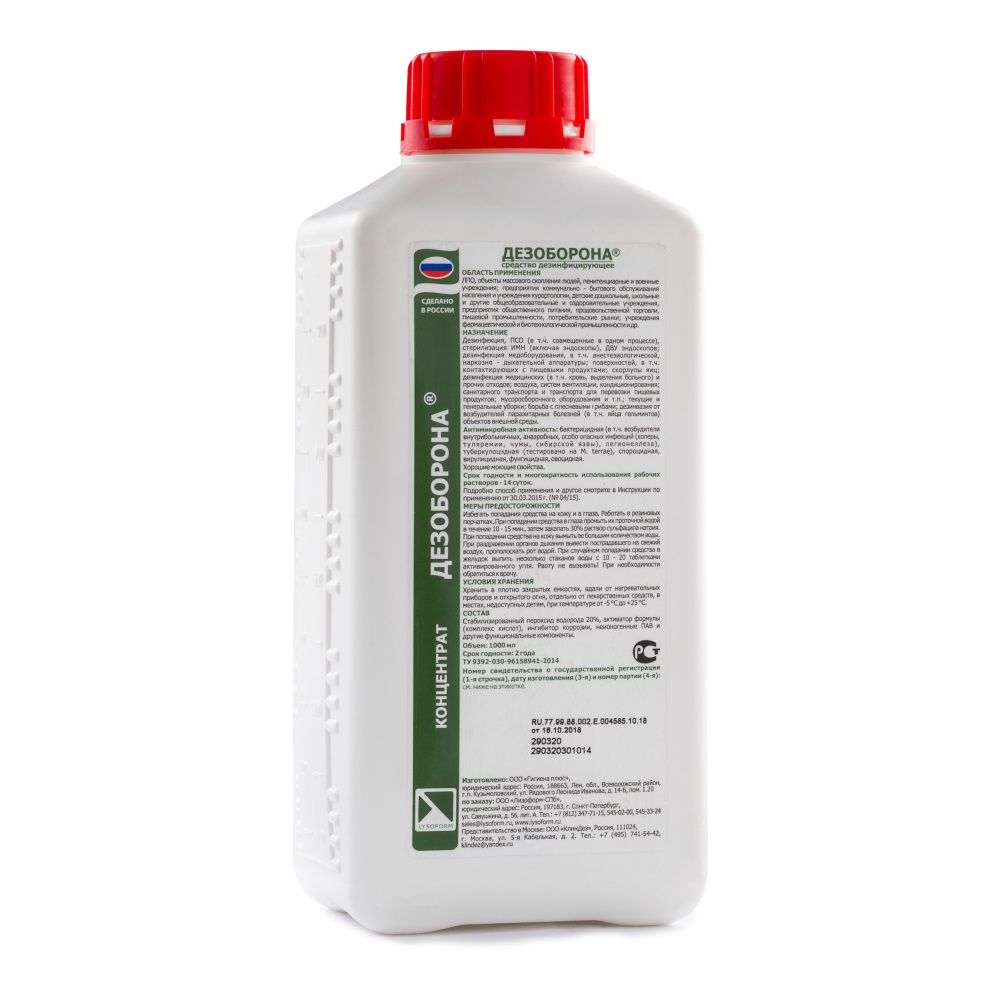 ДЕЗОБОРОНА®
средство дезинфицирующее
ОБЛАСТЬ ПРИМЕНЕНИЯ
ЛПО, объекты массового скопления людей, пенитенциарные и военные
учреждения; предприятия коммунально - бытового обслуживания
населения и учреждения курортологии, детские дошкольные, школьные
и другие общеобразовательные и оздоровительные учреждения,
предприятия общественного питания, продовольственной торговли,
пищевой промышленности, потребительские рынки; учреждения
фармацевтической и биотехнологической промышленности и др.
НАЗНАЧЕНИЕ
Дезинфекция, ПСО (в т.ч. совмещенные в одном процессе),
стерилизация ИМН (включая эндоскопы), ДВУ эндоскопов;
дезинфекция медоборудования, в т.ч. анестезиологической,
наркозно - дыхательной аппаратуры; поверхностей, в т.ч.
контактирующих с пищевыми продуктами; скорлупы яиц;
дезинфекция медицинских (в т.ч. кровь, выделения больного) и
прочих отходов; воздуха, систем вентиляции, кондиционирования;
санитарного транспорта и транспорта для перевозки пищевых
продуктов; мусоросборочного оборудования и т.п.; текущие и
генеральные уборки; борьба с плесневыми грибами; дезинвазия от
возбудителей паразитарных болезней (в т.ч. яйца гельминтов)
объектов внешней среды.
Антимикробная активность: бактерицидная (в т.ч. возбудители
внутрибольничных, анаэробных, особо опасных инфекций (холеры,
туляремии, чумы, сибирской язвы), легионеллеза),
туберкулоцидная (тестировано на M. terrae), спороцидная,
вирулицидная, фунгицидная, овоцидная.
Хорошие моющие свойства.
Срок годности и многократность использования рабочих
растворов - 14 суток.
Подробно способ применения и другое смотрите в Инструкции по
применению от 30.03.2015 г. (№ 04/15).
МЕРЫ ПРЕДОСТОРОЖНОСТИ
Избегать попадания средства на кожу и в глаза. Работать в резиновых
перчатках. При попадании средства в глаза промыть их проточной водой
в течение 10 - 15 мин., затем закапать 30% раствор сульфацила натрия.
При попадании средства на кожу вымыть ее большим количеством воды.
При раздражении органов дыхания вывести пострадавшего на свежий
воздух, прополоскать рот водой. При случайном попадании средства в
желудок выпить несколько стаканов воды с 10 - 20 таблетками
активированного угля. Рвоту не вызывать! При необходимости
обратиться к врачу.
УСЛОВИЯ ХРАНЕНИЯ
Хранить в плотно закрытых емкостях, вдали от нагревательных
приборов и открытого огня, отдельно от лекарственных средств, в
местах, недоступных детям, при температуре от -5 °С до +25 °С.
СОСТАВ
Стабилизированный пероксид водорода 20%, активатор формулы
(комплекс кислот), ингибитор коррозии, неионогенные ПАВ и
другие функциональные компоненты.
Объем: 1000 мл
Срок годности: 2 года
ТУ 9392-030-96158941-2014
Номер свидетельства о государственной регистрации
(1-я строчка), дату изготовления (3-я) и номер партии (4-я):
см. ниже на этикетке.
RU.77.99.88.002.E.004585.10.18
от 16.10.2018
290320
290320301014
Изготовлено: ООО «Гигиена плюс»,
юридический адрес: Россия, 188663, Лен. обл., Всеволожский район,
г.п. Кузьмоловский, ул. Рядового Леонида Иванова, д. 14-б, пом. 1.20
по заказу: ООО «Лизоформ-СПб»,
юридический адрес: Россия, 197183, г. Санкт-Петербург,
ул. Савушкина, д. 56, лит. А. Тел.: +7 (812) 347-71-15, 545-02-00, 545-33-24
sales@lysoform.ru, www.lysoform.ru
Представительство в Москве: ООО «КлинДез», Россия, 111024,
г. Москва, ул. 5-я Кабельная, д. 2. Тел.: +7 (495) 741-54-42,
klindez@yandex.ru
СДЕЛАНО
В РОССИИ
ДЕЗОБОРОНА®
КОНЦЕНТРАТ
LYSOFORM